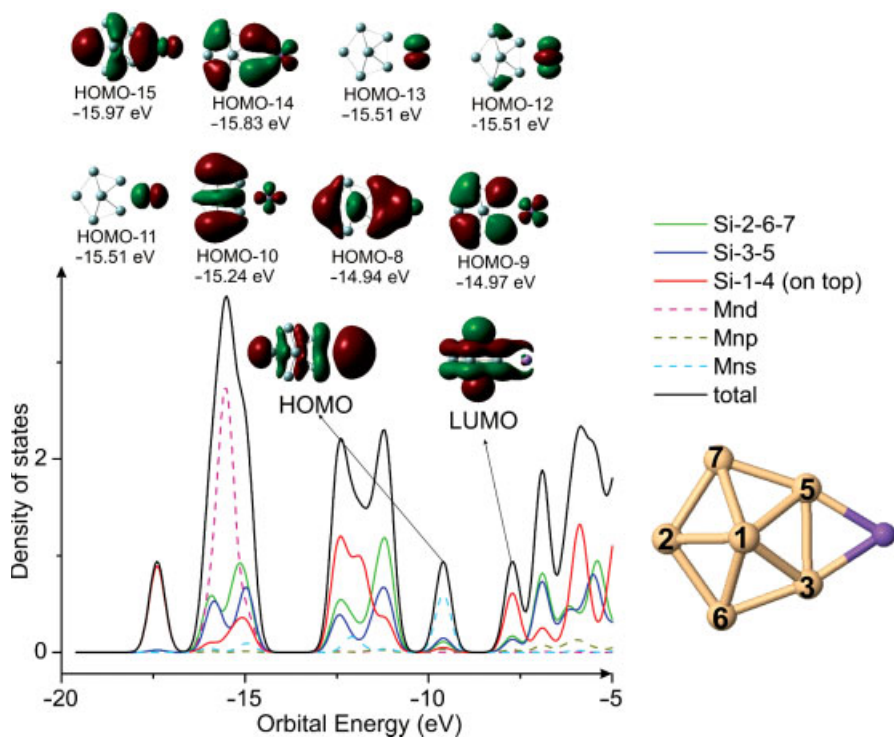 HOMO-15
−15.97 eV
HOMO-14
−15.83 eV
HOMO-13
−15.51 eV
HOMO-12
−15.51 eV
HOMO-11
−15.51 eV
HOMO-10
−15.24 eV
HOMO-8
−14.94 eV
HOMO-9
−14.97 eV
HOMO
LUMO
Si-2-6-7
Si-3-5
Si-1-4 (on top)
Mnd
Mnp
Mns
total
7
5
2
1
3
6
Density of states
2
0
−20
−15
−10
−5
Orbital Energy (eV)